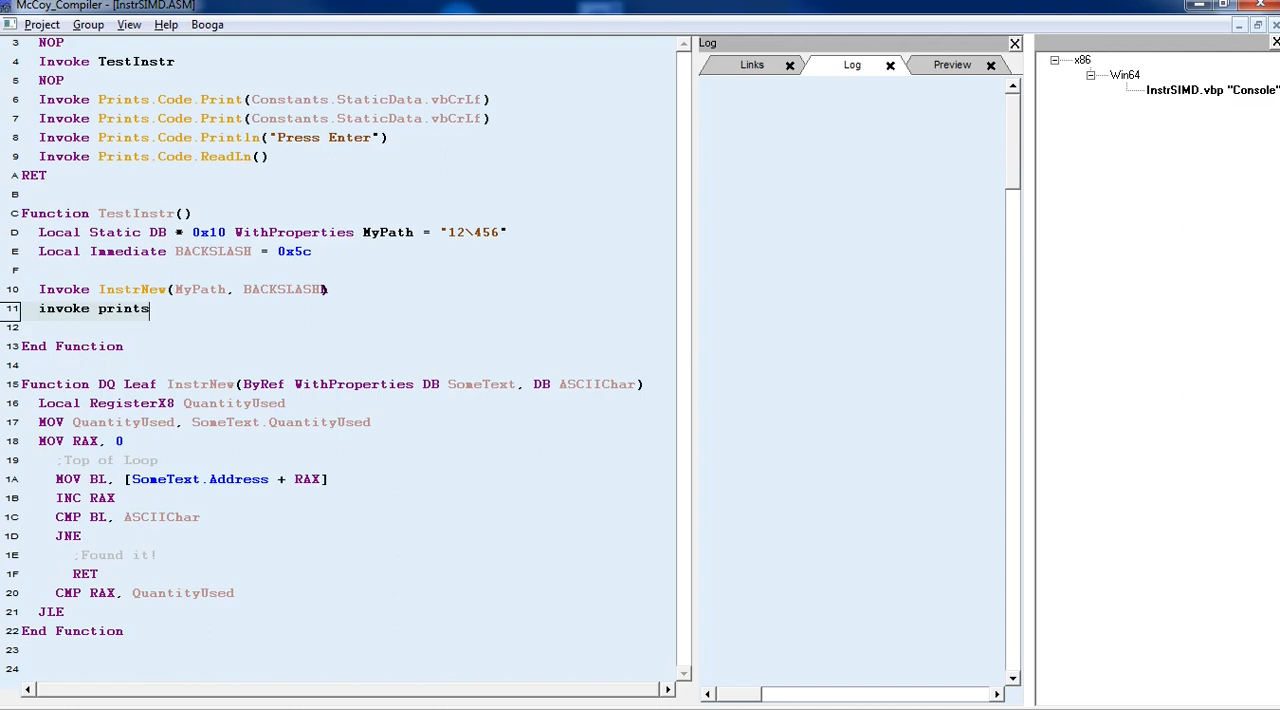 McCoy_Compiler - [InstrSIMD.ASM]
Project Group View Help Booga
3 NOP
4 Invoke TestInstr
5 NOP
6 Invoke Prints.Code.Print(Constants.StaticData.vbCrLf)
7 Invoke Prints.Code.Print(Constants.StaticData.vbCrLf)
8 Invoke Prints.Code.Println("Press Enter")
9 Invoke Prints.Code.ReadLn()
A RET
B
C Function TestInstr()
D Local Static DB * 0x10 WithProperties MyPath = "12\456"
E Local Immediate BACKSLASH = 0x5c
F
10 Invoke InstrNew(MyPath, BACKSLASH)
11 invoke prints
12
13 End Function
14
15 Function DQ Leaf InstrNew(ByRef WithProperties DB SomeText, DB ASCIIChar)
16 Local RegisterX8 QuantityUsed
17 MOV QuantityUsed, SomeText.QuantityUsed
18 MOV RAX, 0
19 ;Top of Loop
1A MOV BL, [SomeText.Address + RAX]
1B INC RAX
1C CMP BL, ASCIIChar
1D JNE
1E ;Found it!
1F RET
20 CMP RAX, QuantityUsed
21 JLE
22 End Function
23
24
Log
Links Log Preview
x86
Win64
InstrSIMD.vbp "Console"